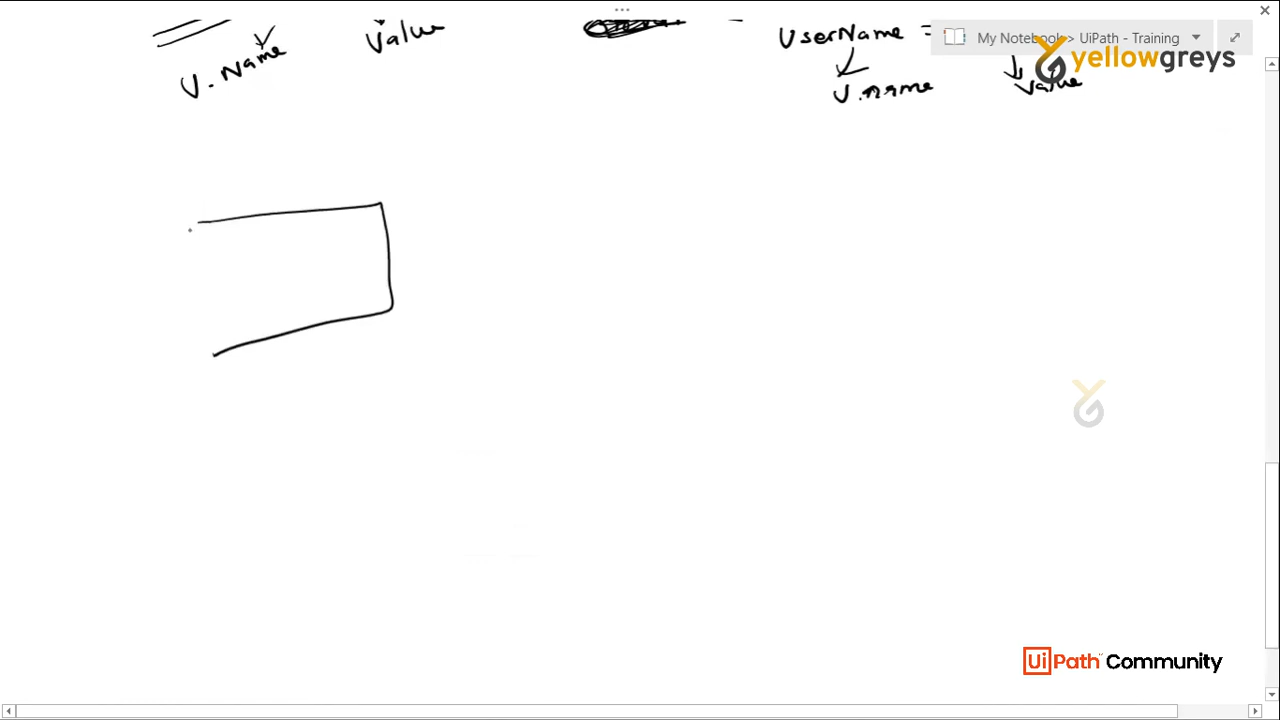 Value
UserName =
My Notebook > UiPath - Training
V. Name
V.name
Value
yellowgreys
UiPath Community